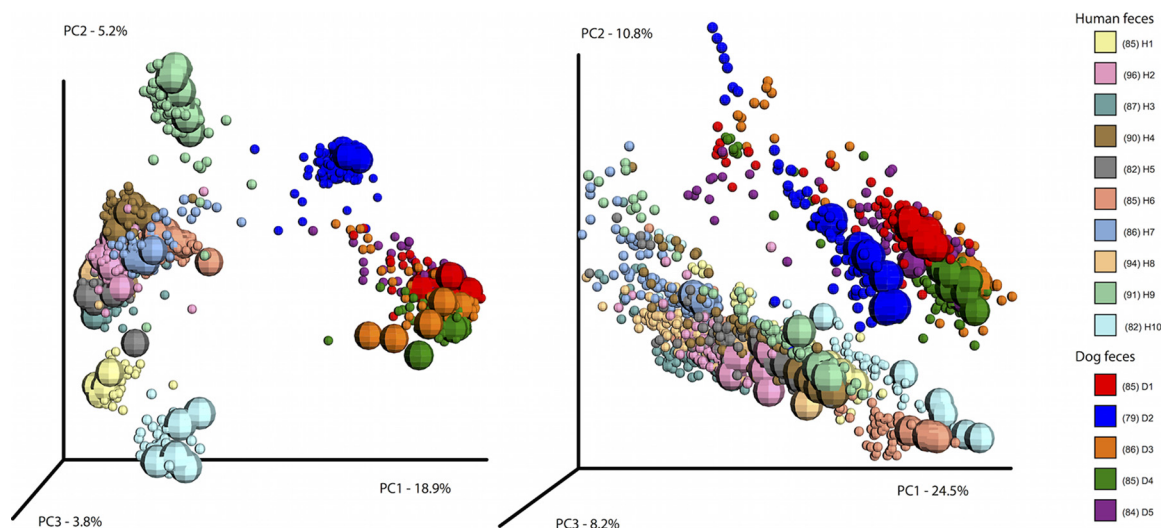 PC2 - 5.2%
PC1 - 18.9%
PC3 - 3.8%
PC2 - 10.8%
PC1 - 24.5%
PC3 - 8.2%
Human feces
(85) H1
(96) H2
(87) H3
(90) H4
(82) H5
(85) H6
(86) H7
(94) H8
(91) H9
(82) H10
Dog feces
(85) D1
(79) D2
(86) D3
(85) D4
(84) D5